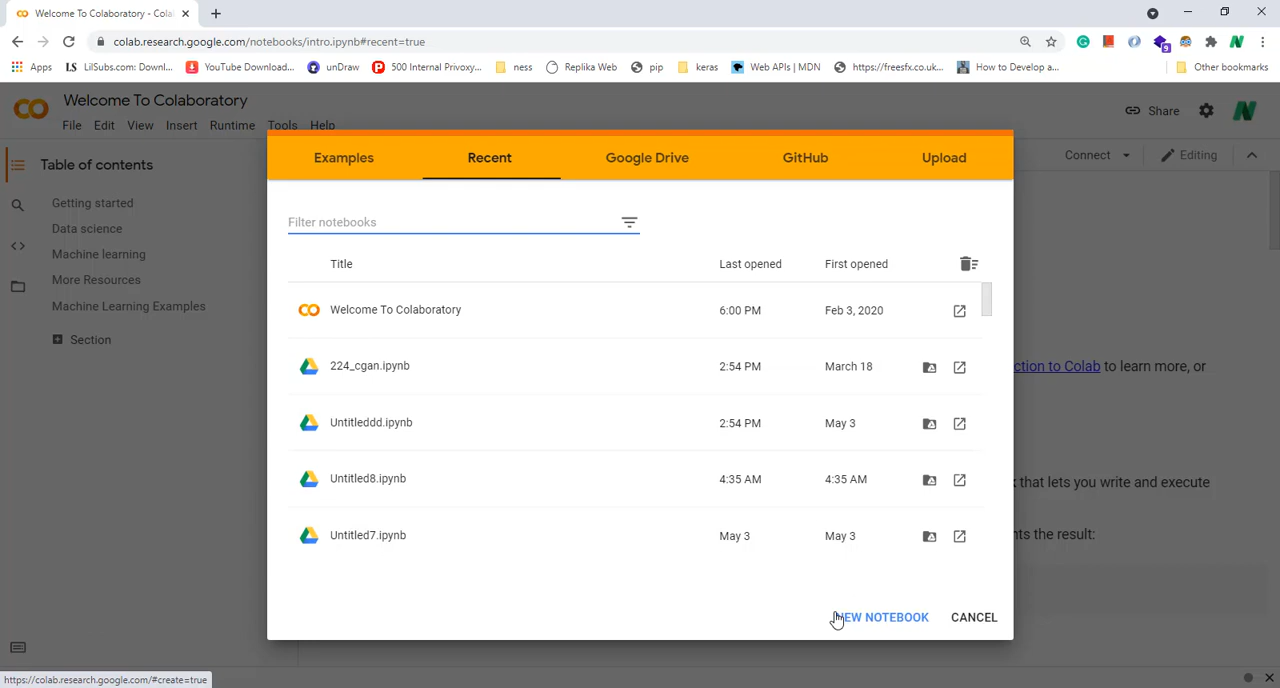 Welcome To Colaboratory - Cola
colab.research.google.com/notebooks/intro.ipynb#recent=true
9
Apps LilSubs.com: Downl... YouTube Download... unDraw 500 Internal Privoxy... ness Replika Web pip keras Web APIs | MDN https://freesfx.co.uk... How to Develop a... Other bookmarks
Welcome To Colaboratory
Share
File Edit View Insert Runtime Tools Help
Table of contents
Connect
Editing
Getting started
Data science
Machine learning
More Resources
Machine Learning Examples
Section
Examples Recent Google Drive GitHub Upload
Filter notebooks
Title Last opened First opened
Welcome To Colaboratory 6:00 PM Feb 3, 2020
224_cgan.ipynb 2:54 PM March 18
Untitleddd.ipynb 2:54 PM May 3
Untitled8.ipynb 4:35 AM 4:35 AM
Untitled7.ipynb May 3 May 3
ction to Colab to learn more, or
k that lets you write and execute
nts the result:
EW NOTEBOOK CANCEL
https://colab.research.google.com/#create=true